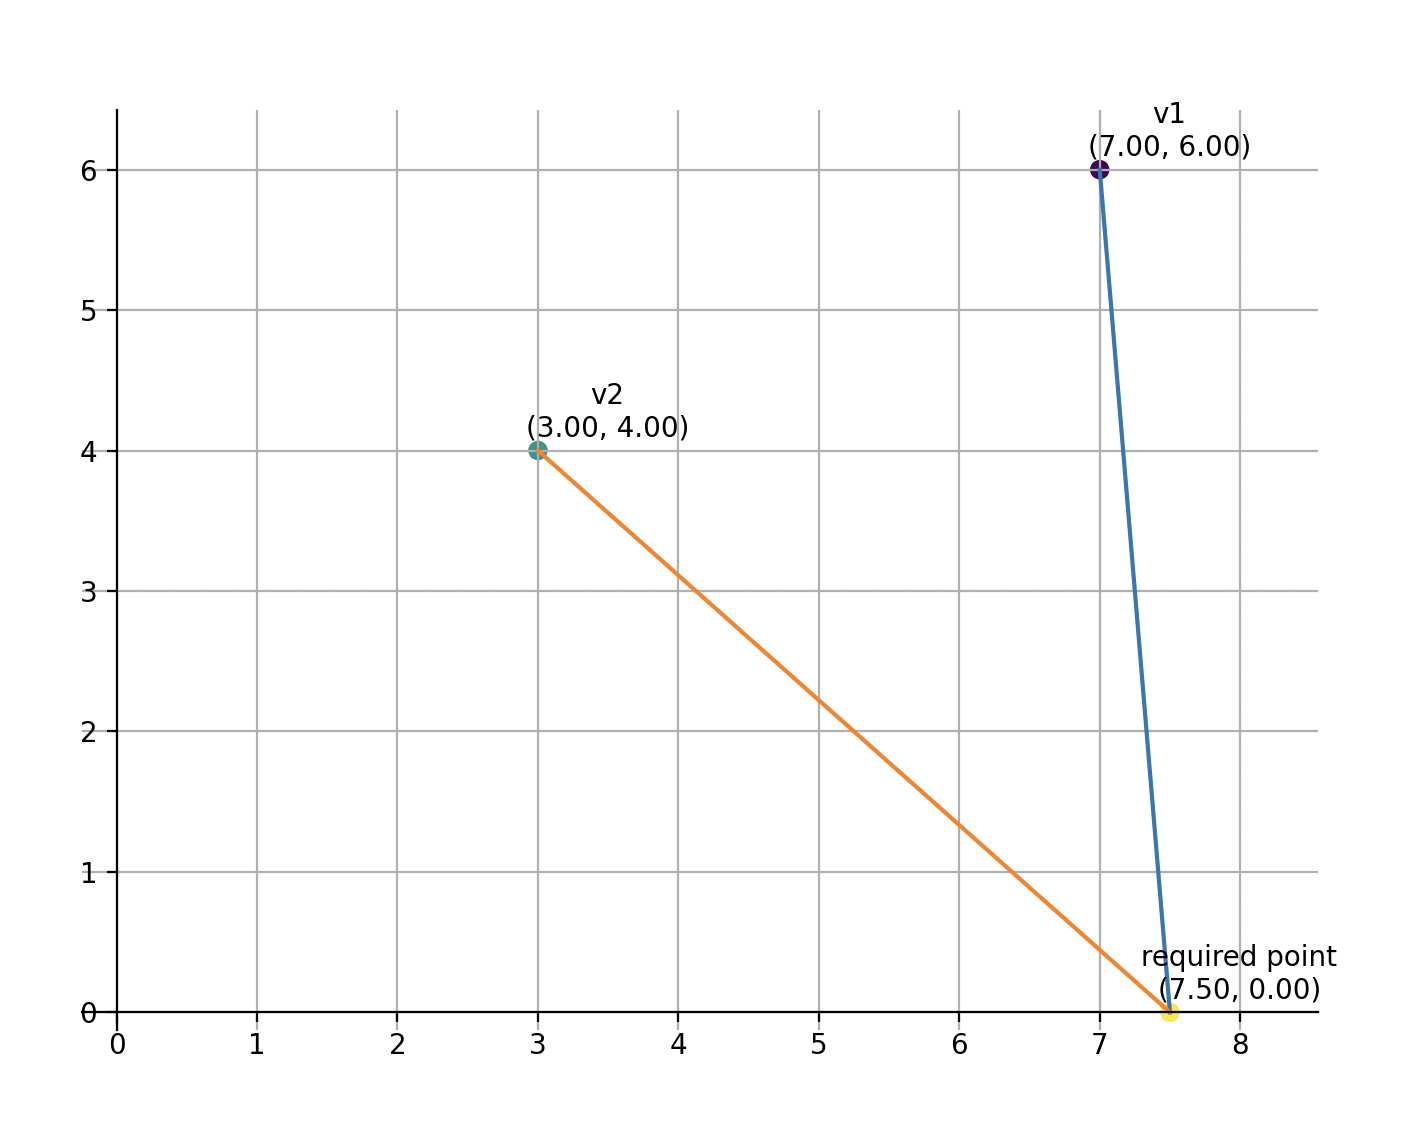 v1
(7.00, 6.00)
6
5
v2
(3.00, 4.00)
4
3
2
1
required point
(7.50, 0.00)
0
0 1 2 3 4 5 6 7 8